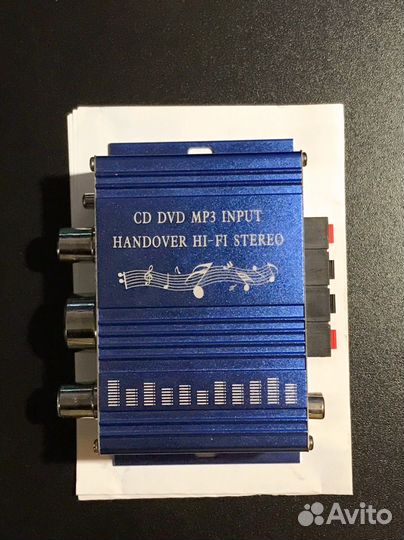 CD DVD MP3 INPUT
HANDOVER HI-FI STEREO
Avito